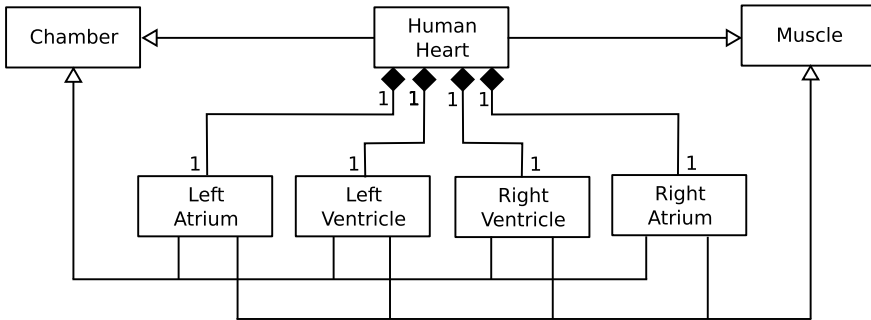 Chamber
Human
Heart
Muscle
1
1
1
1
1
1
1
1
Left
Atrium
Left
Ventricle
Right
Ventricle
Right
Atrium